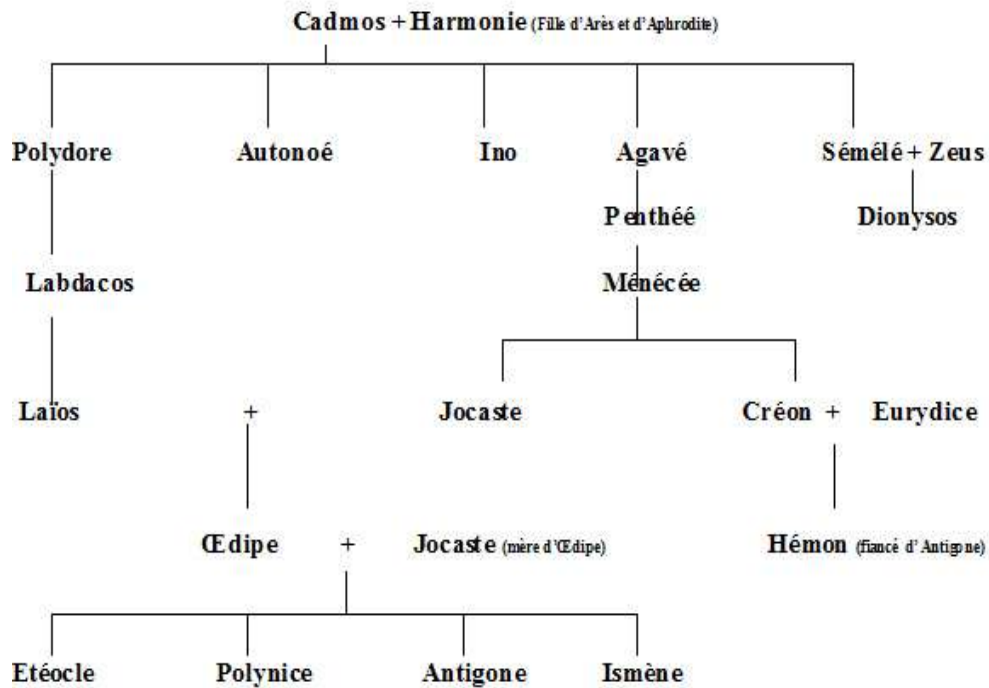 Cadmos + Harmonie (Fille d'Arès et d'Aphrodite)
Polydore Autonoé Ino Agavé Sémélé + Zeus
Penthéé Dionysos
Labdacos Ménécée
Laïos + Jocaste Créon + Eurydice
Œdipe + Jocaste (mère d'Œdipe) Hémon (fiancé d'Antigone)
Etéocle Polynice Antigone Ismène